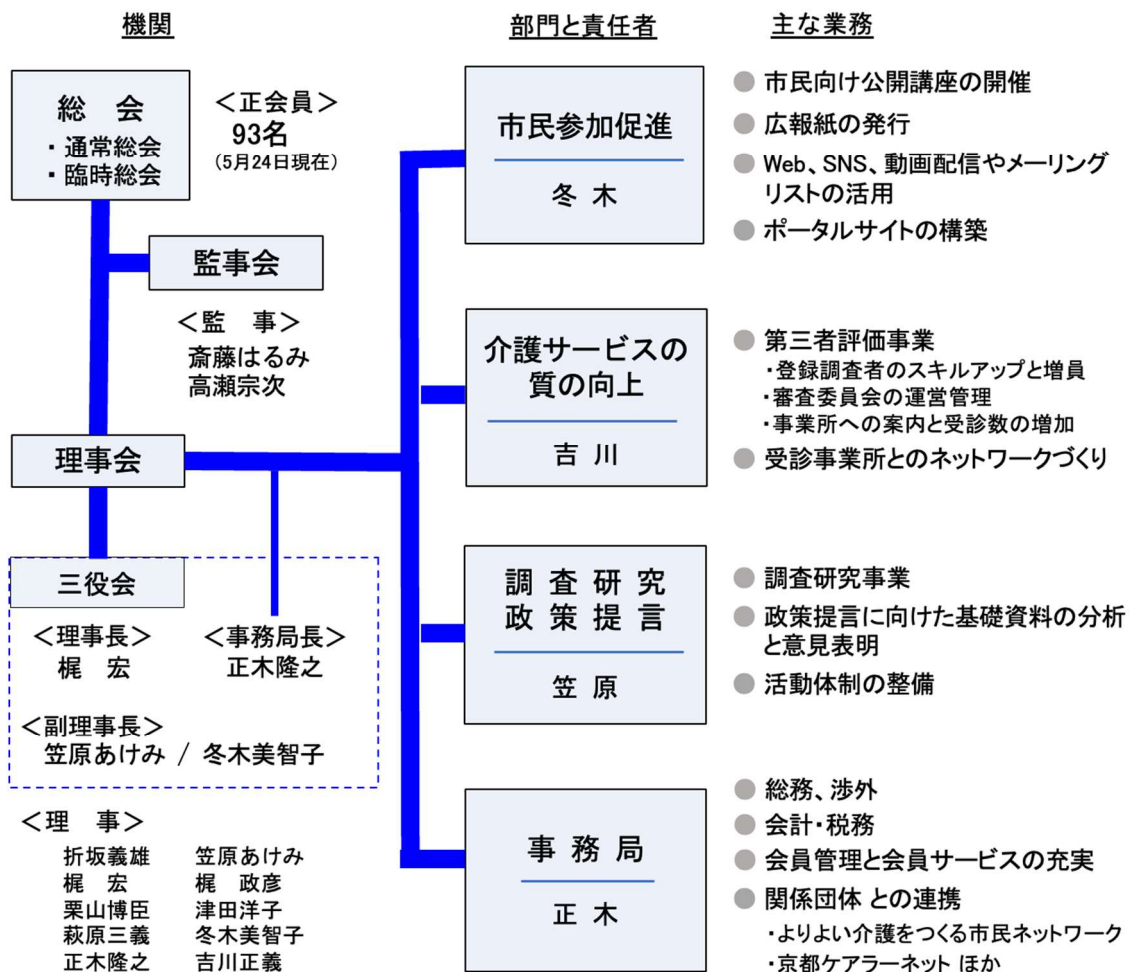 機関
総　会
・通常総会
・臨時総会
＜正会員＞
93名
（5月24日現在）
監事会
＜監　事＞
斎藤はるみ
高瀬宗次
理事会
三役会
＜理事長＞
梶　宏
＜事務局長＞
正木隆之
＜副理事長＞
笠原あけみ / 冬木美智子
＜理　事＞
折坂義雄　笠原あけみ
梶　宏　梶　政彦
栗山博臣　津田洋子
萩原三義　冬木美智子
正木隆之　吉川正義
部門と責任者
市民参加促進
冬 木
介護サービスの
質の向上
吉 川
調 査 研 究
政 策 提 言
笠 原
事 務 局
正 木
主な業務
● 市民向け公開講座の開催
● 広報紙の発行
● Web、SNS、動画配信やメーリング
リストの活用
● ポータルサイトの構築
● 第三者評価事業
・登録調査者のスキルアップと増員
・審査委員会の運営管理
・事業所への案内と受診数の増加
● 受診事業所とのネットワークづくり
● 調査研究事業
● 政策提言に向けた基礎資料の分析
と意見表明
● 活動体制の整備
● 総務、渉外
● 会計・税務
● 会員管理と会員サービスの充実
● 関係団体 との連携
・よりよい介護をつくる市民ネットワーク
・京都ケアラーネット ほか